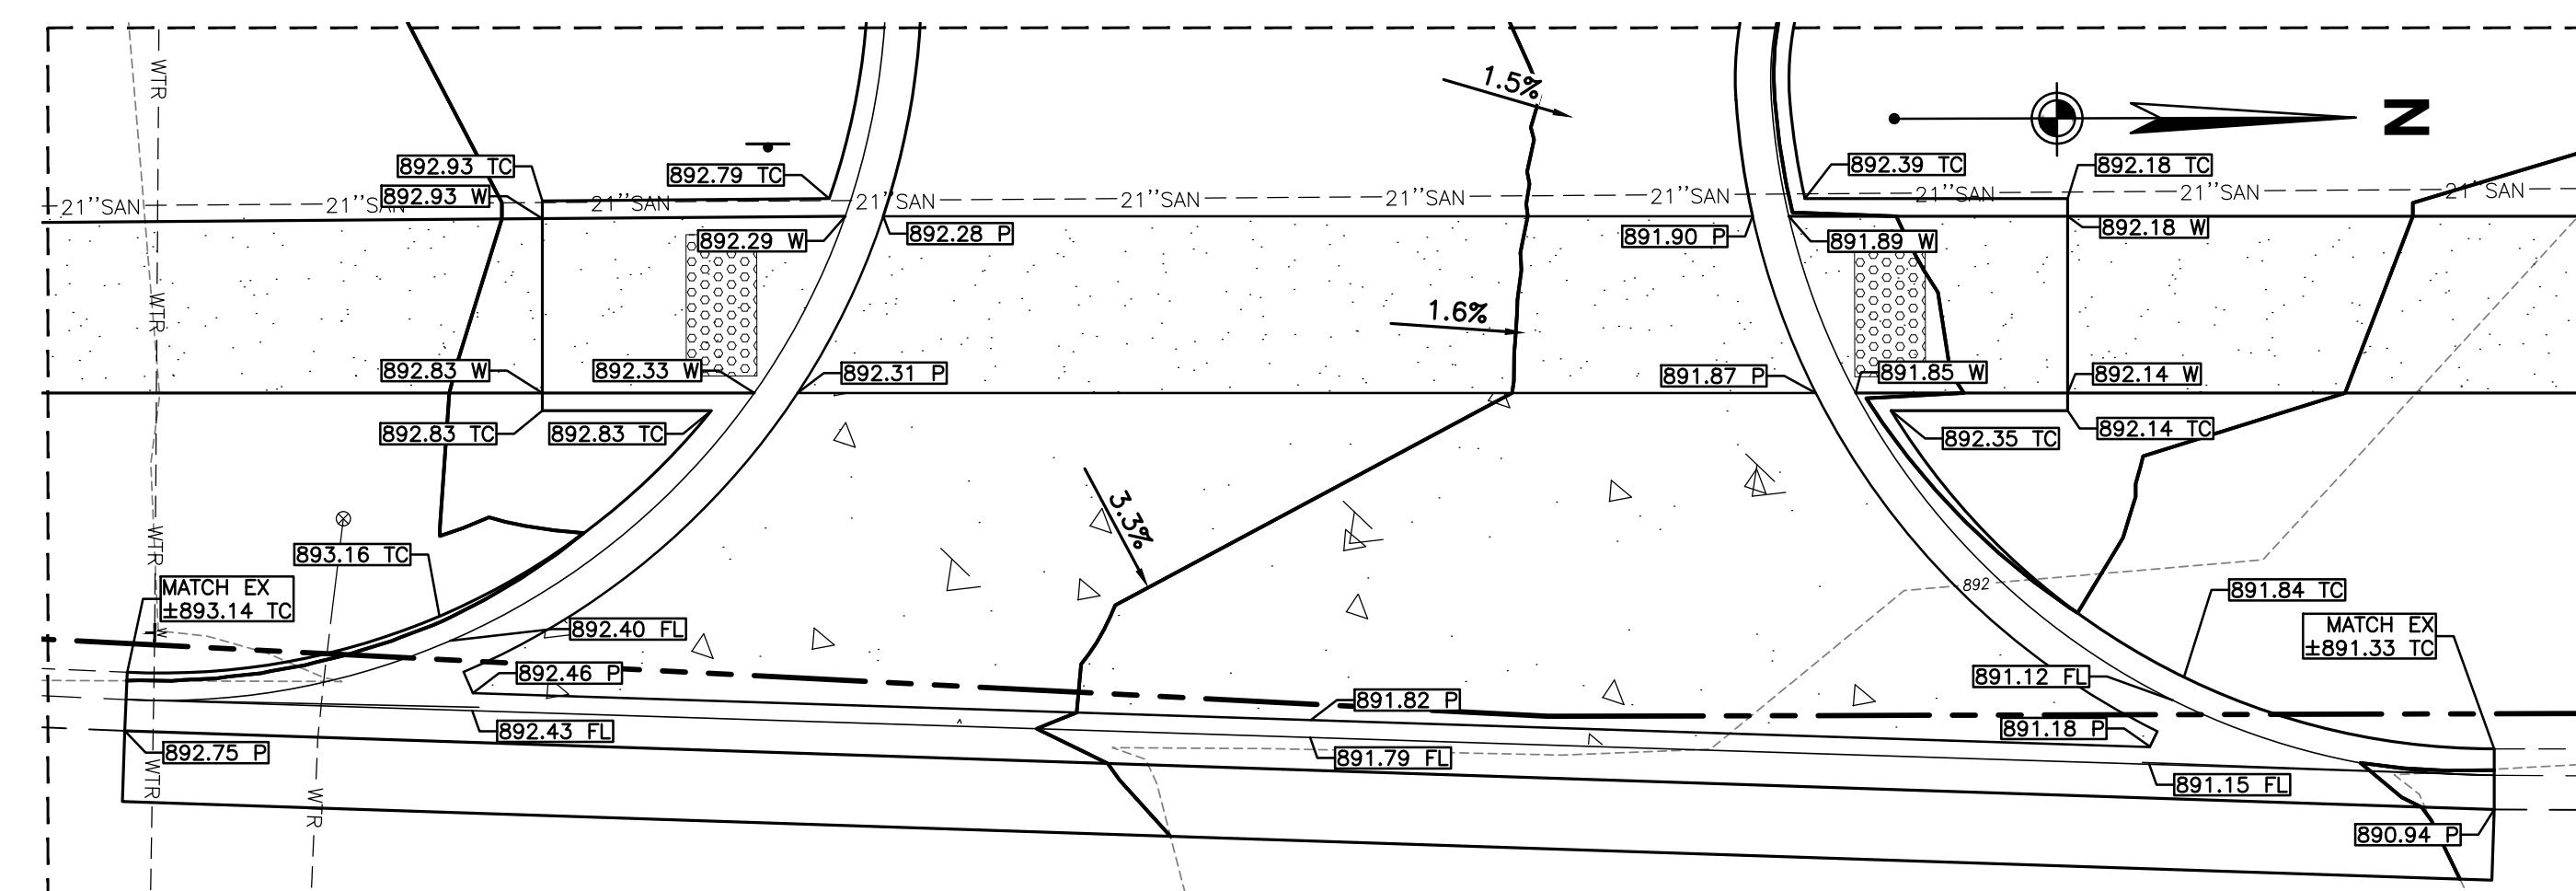 WTR
1.5%
N
892.93 TC
892.79 TC
892.39 TC
892.18 TC
21''SAN
892.93 W
21''SAN
21''SAN
21''SAN
21''SAN
21''SAN
21''SAN
21''SAN
21''SAN
21''SAN
892.29 W
892.28 P
891.90 P
891.89 W
892.18 W
WTR
1.6%
892.83 W
892.33 W
892.31 P
891.87 P
891.85 W
892.14 W
892.83 TC
892.83 TC
892.35 TC
892.14 TC
3.3%
WTR
893.16 TC
MATCH EX
±893.14 TC
892
891.84 TC
W
892.40 FL
MATCH EX
±891.33 TC
892.46 P
891.12 FL
891.82 P
892.43 FL
891.18 P
892.75 P
891.79 FL
WTR
891.15 FL
WTR
890.94 P